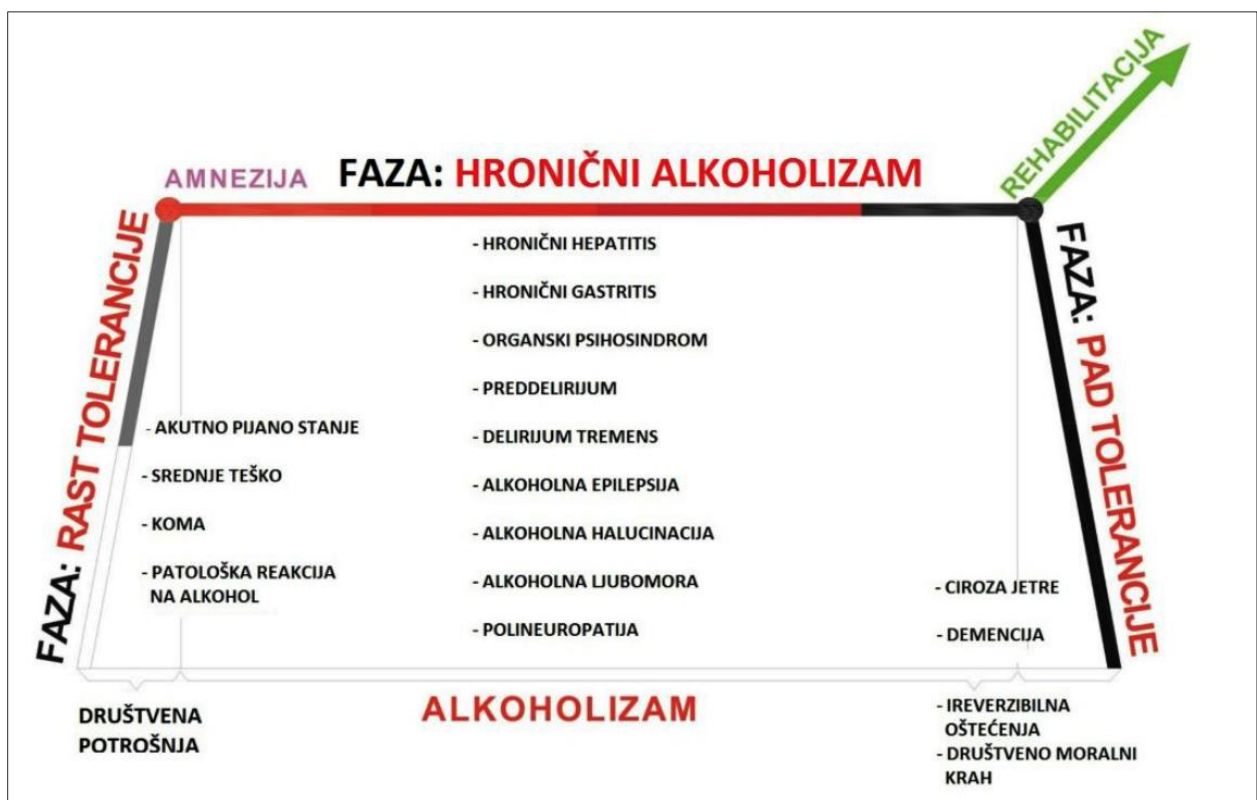 AMNEZIJA
FAZA: HRONIČNI ALKOHOLIZAM
REHABILITACIJA
FAZA: RAST TOLERANCIJE
- AKUTNO PIJANO STANJE
- SREDNJE TEŠKO
- KOMA
- PATOLOŠKA REAKCIJA
NA ALKOHOL
- HRONIČNI HEPATITIS
- HRONIČNI GASTRITIS
- ORGANSKI PSIHOSINDROM
- PREDDELIRIJUM
- DELIRIJUM TREMENS
- ALKOHOLNA EPILEPSIJA
- ALKOHOLNA HALUCINACIJA
- ALKOHOLNA LJUBOMORA
- POLINEUROPATIJA
FAZA: PAD TOLERANCIJE
- CIROZA JETRE
- DEMENCIJA
DRUŠTVENA
POTROŠNJA
ALKOHOLIZAM
- IREVERZIBILNA
OŠTEĆENJA
- DRUŠTVENO MORALNI
KRAH